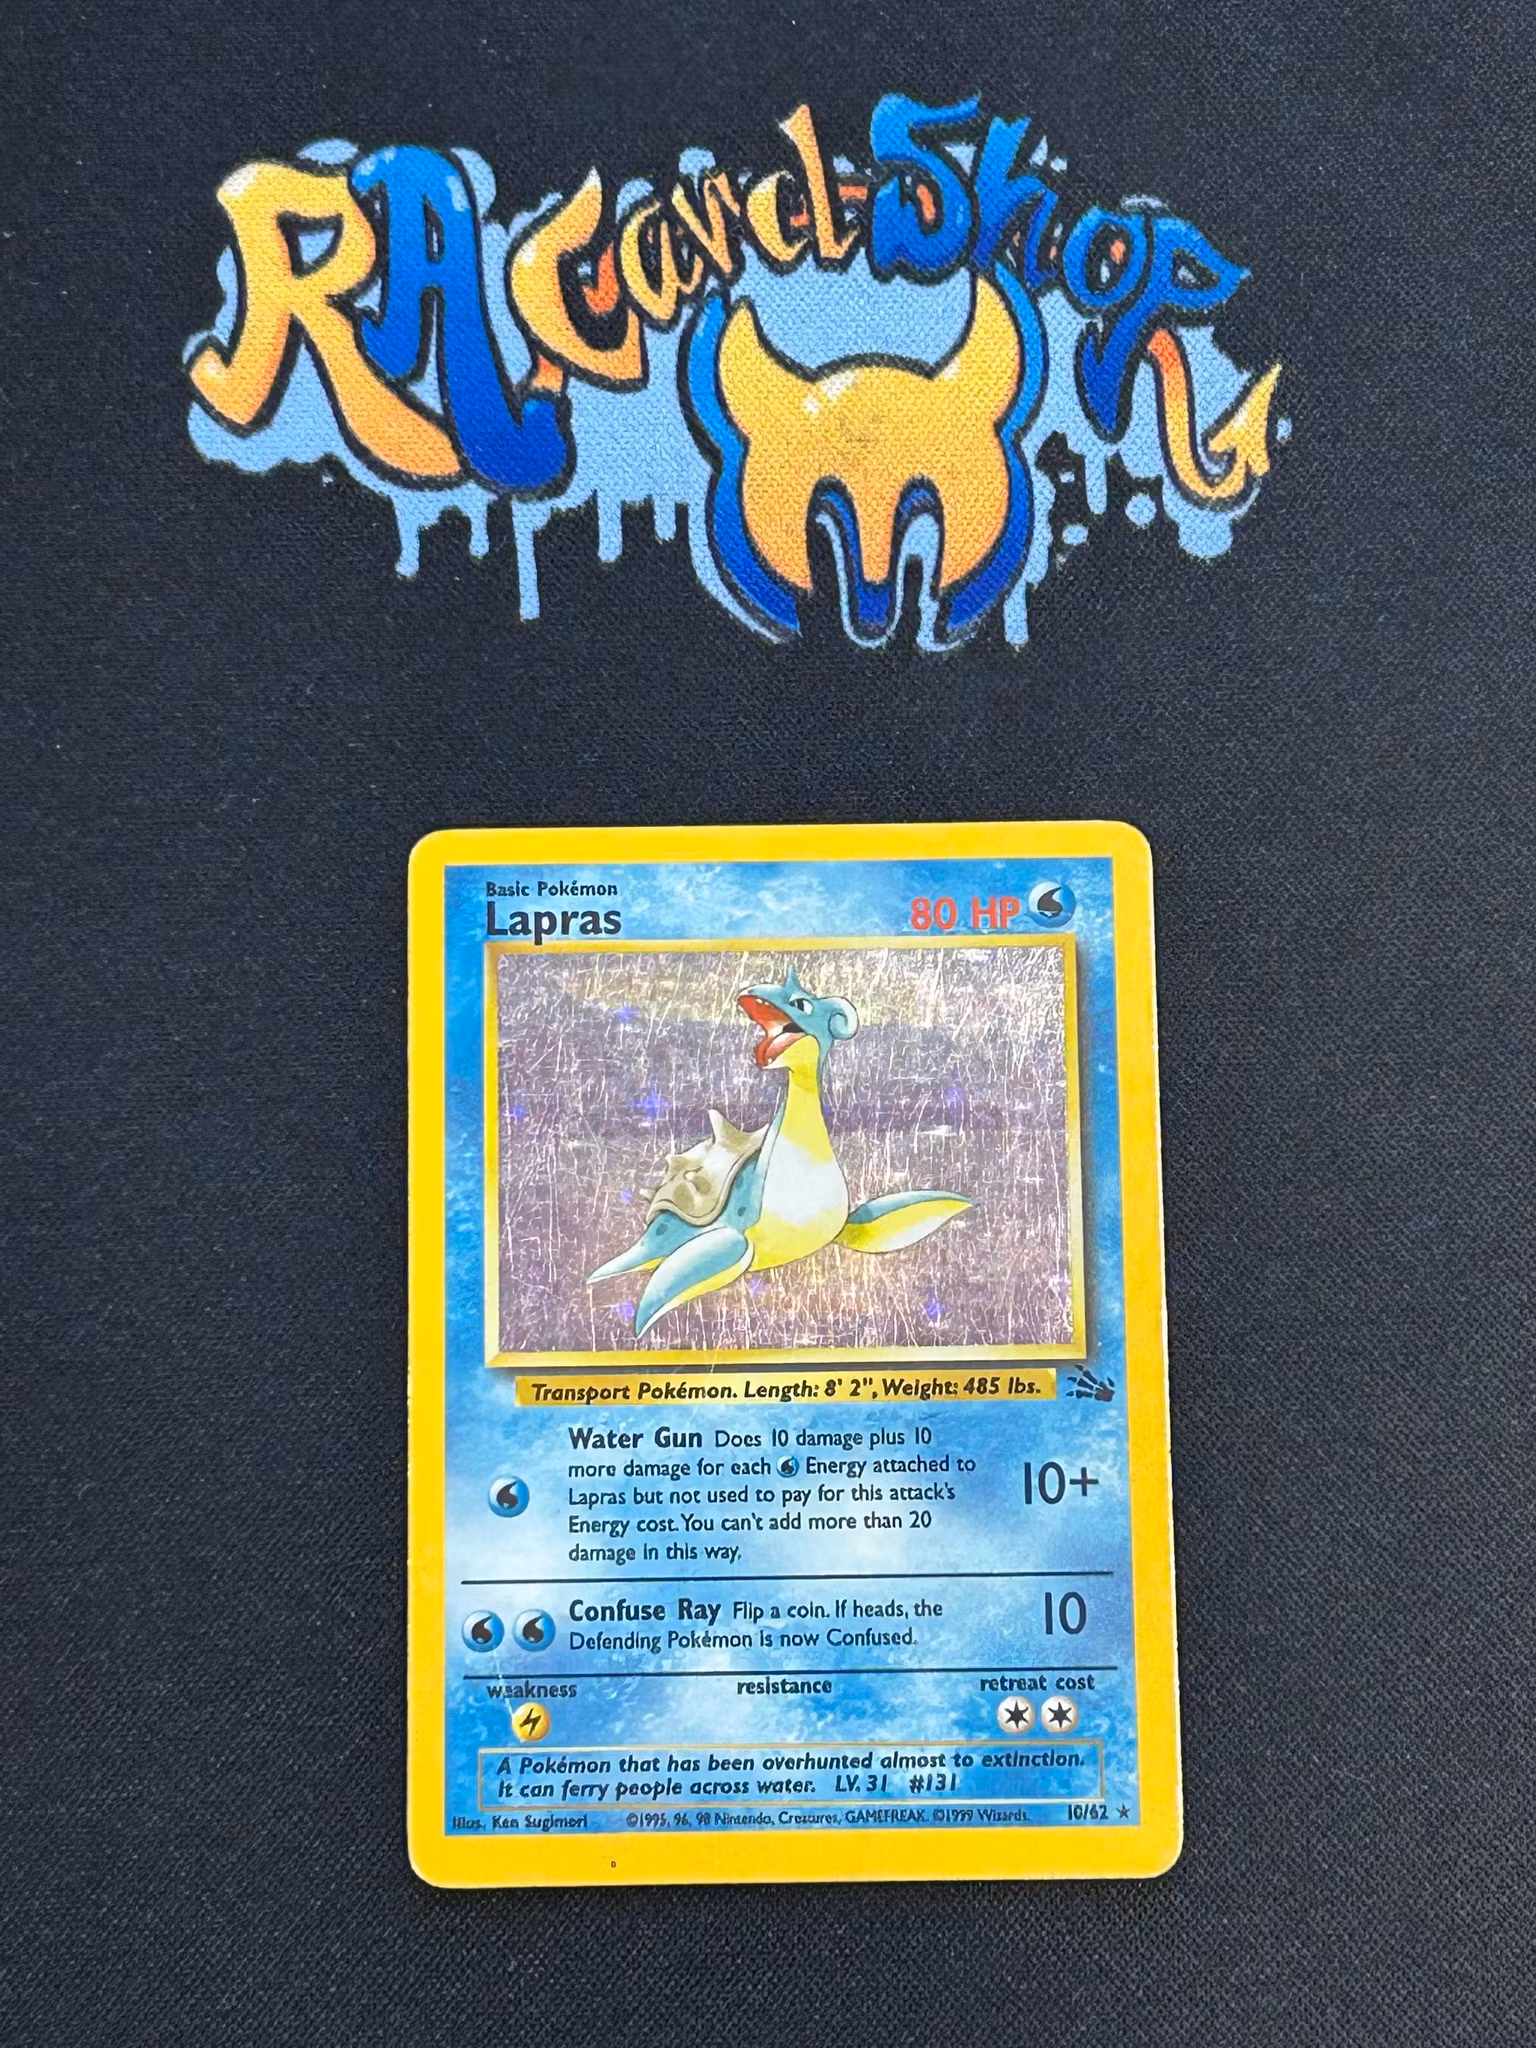 RA Card-Shop
Basic Pokémon
Lapras
80 HP
Transport Pokémon. Length: 8' 2", Weight: 485 lbs.
Water Gun Does 10 damage plus 10
more damage for each Energy attached to
Lapras but not used to pay for this attack's
Energy cost. You can't add more than 20
damage in this way.
10+
Confuse Ray Flip a coin. If heads, the
Defending Pokémon is now Confused.
10
weakness
resistance
retreat cost
A Pokémon that has been overhunted almost to extinction.
It can ferry people across water. LV. 31 #131
Illus. Ken Sugimori
©1995, 96, 98 Nintendo, Creatures, GAMEFREAK. ©1999 Wizards.
10/62